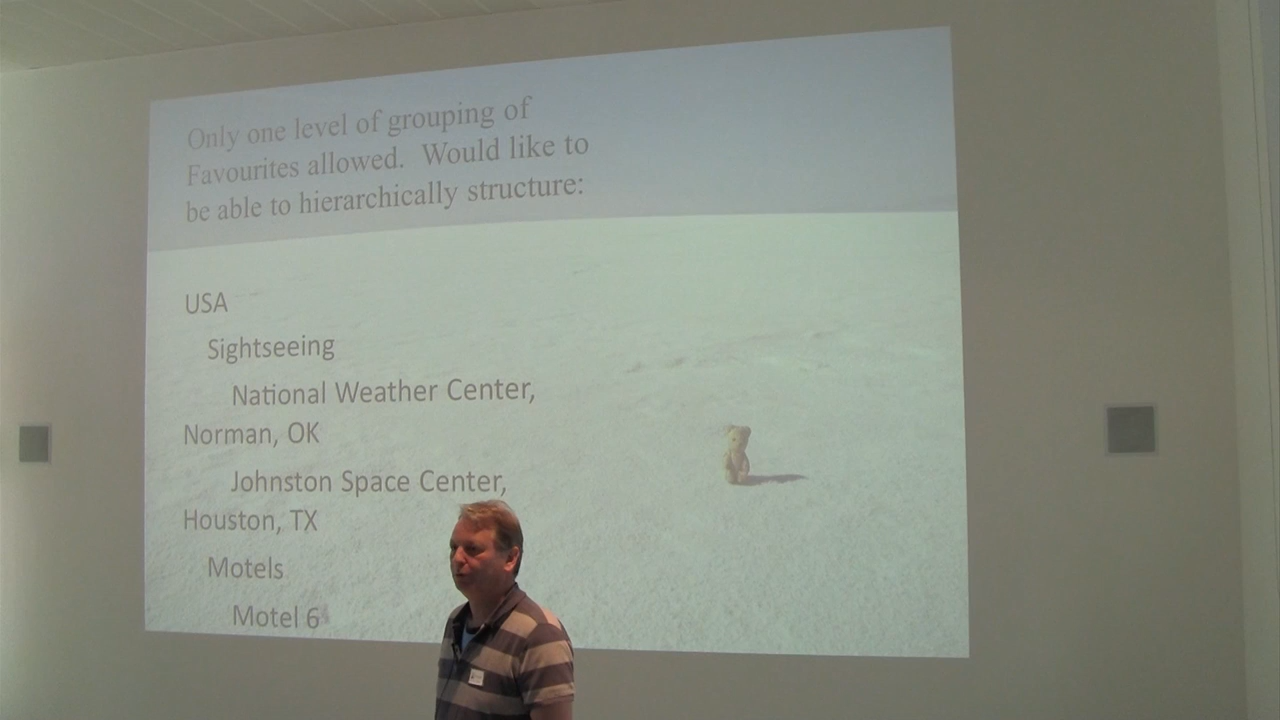 Only one level of grouping of
Favourites allowed. Would like to
be able to hierarchically structure:
USA
Sightseeing
National Weather Center,
Norman, OK
Johnston Space Center,
Houston, TX
Motels
Motel 6